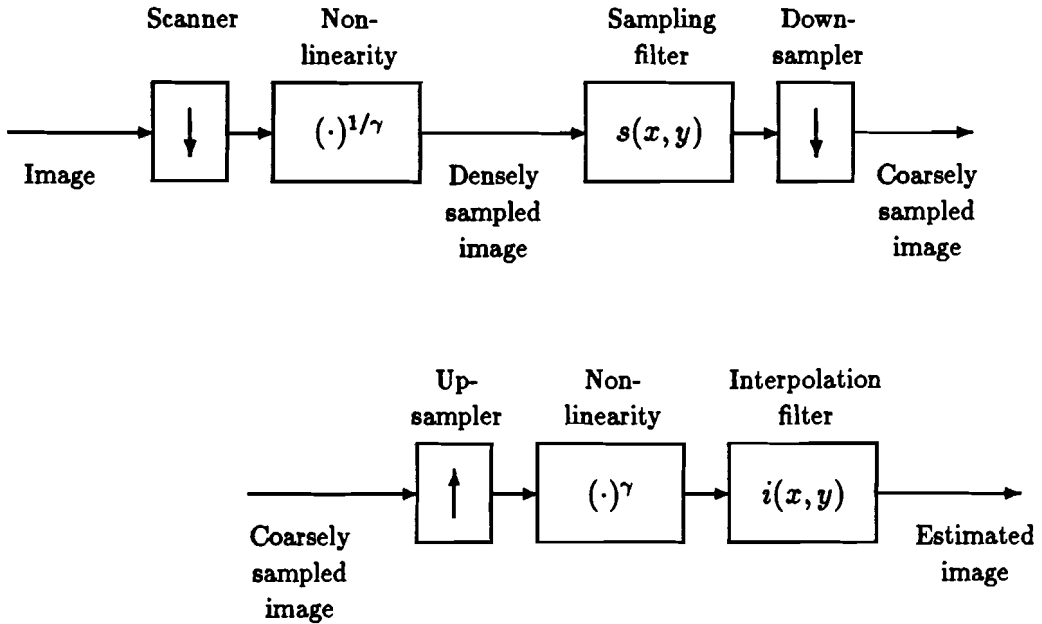 Scanner
Non-
linearity
Sampling
filter
Down-
sampler
(·)^{1/γ}
s(x, y)
Image
Densely
sampled
image
Coarsely
sampled
image
Up-
sampler
Non-
linearity
Interpolation
filter
(·)^γ
i(x, y)
Coarsely
sampled
image
Estimated
image